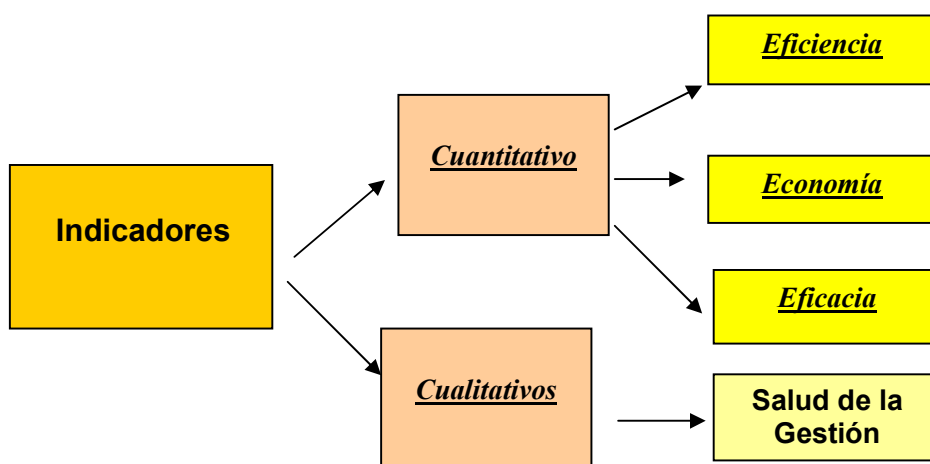 Indicadores
Cuantitativo
Cualitativos
Eficiencia
Economía
Eficacia
Salud de la
Gestión